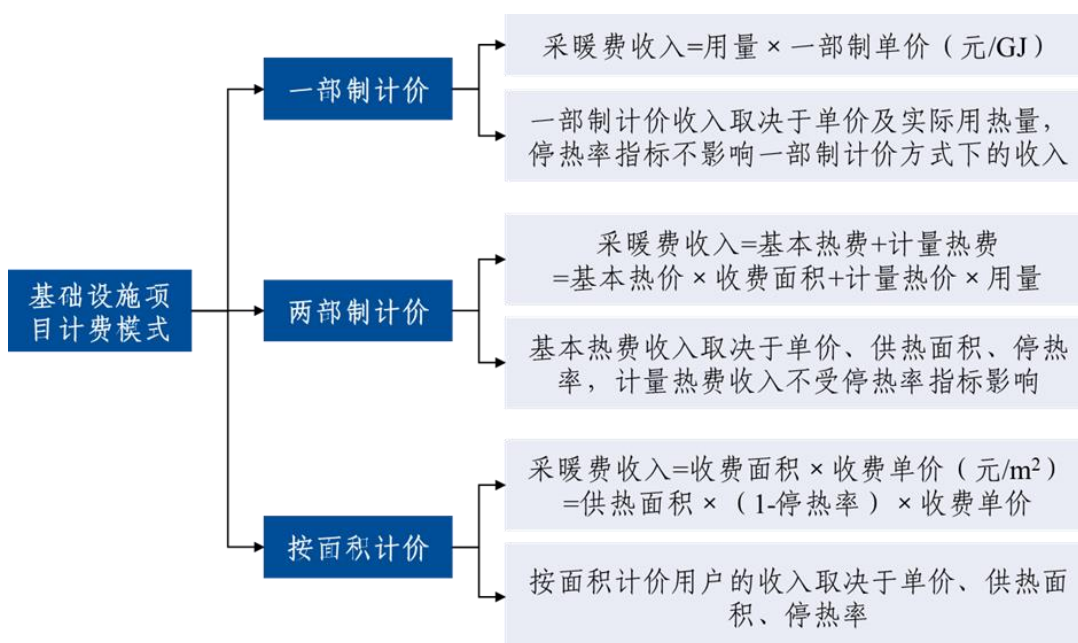 基础设施项
目计费模式
一部制计价
采暖费收入=用量 × 一部制单价（元/GJ）
一部制计价收入取决于单价及实际用热量，
停热率指标不影响一部制计价方式下的收入
两部制计价
采暖费收入=基本热费+计量热费
=基本热价 × 收费面积+计量热价 × 用量
基本热费收入取决于单价、供热面积、停热
率，计量热费收入不受停热率指标影响
按面积计价
采暖费收入=收费面积 × 收费单价（元/m²）
=供热面积 ×（1-停热率）× 收费单价
按面积计价用户的收入取决于单价、供热面
积、停热率